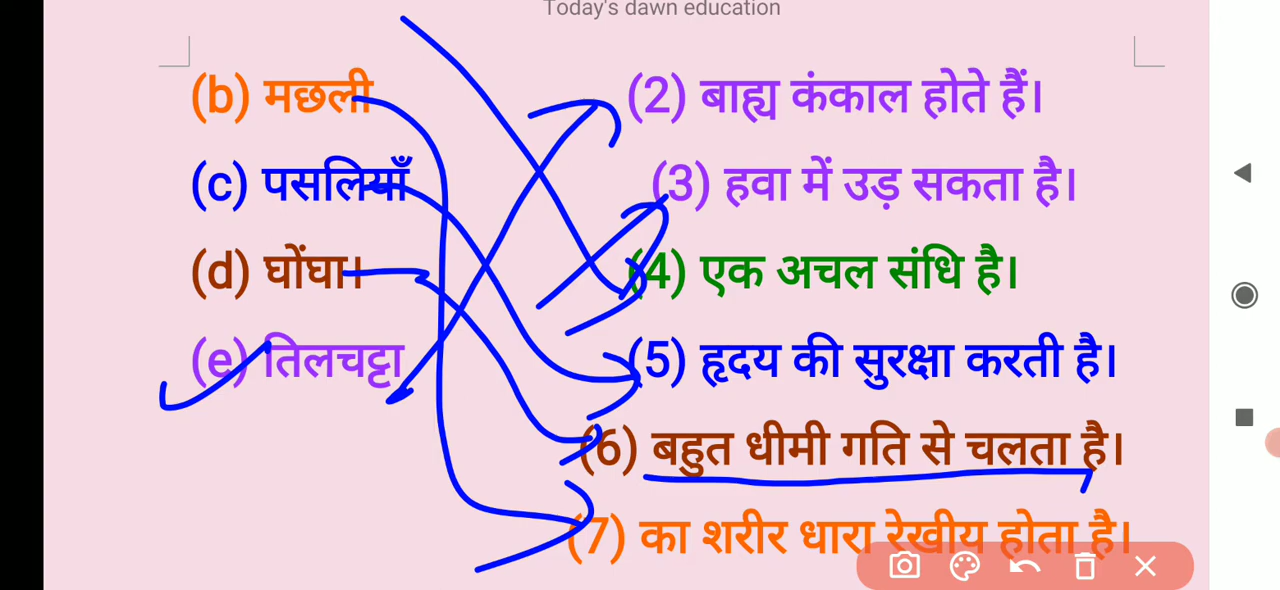 Today's dawn education
(b) मछली (2) बाह्य कंकाल होते हैं।
(c) पसलियाँ (3) हवा में उड़ सकता है।
(d) घोंघा। (4) एक अचल संधि है।
(e) तिलचट्टा (5) हृदय की सुरक्षा करती है।
(6) बहुत धीमी गति से चलता है।
(7) का शरीर धारा रेखीय होता है।